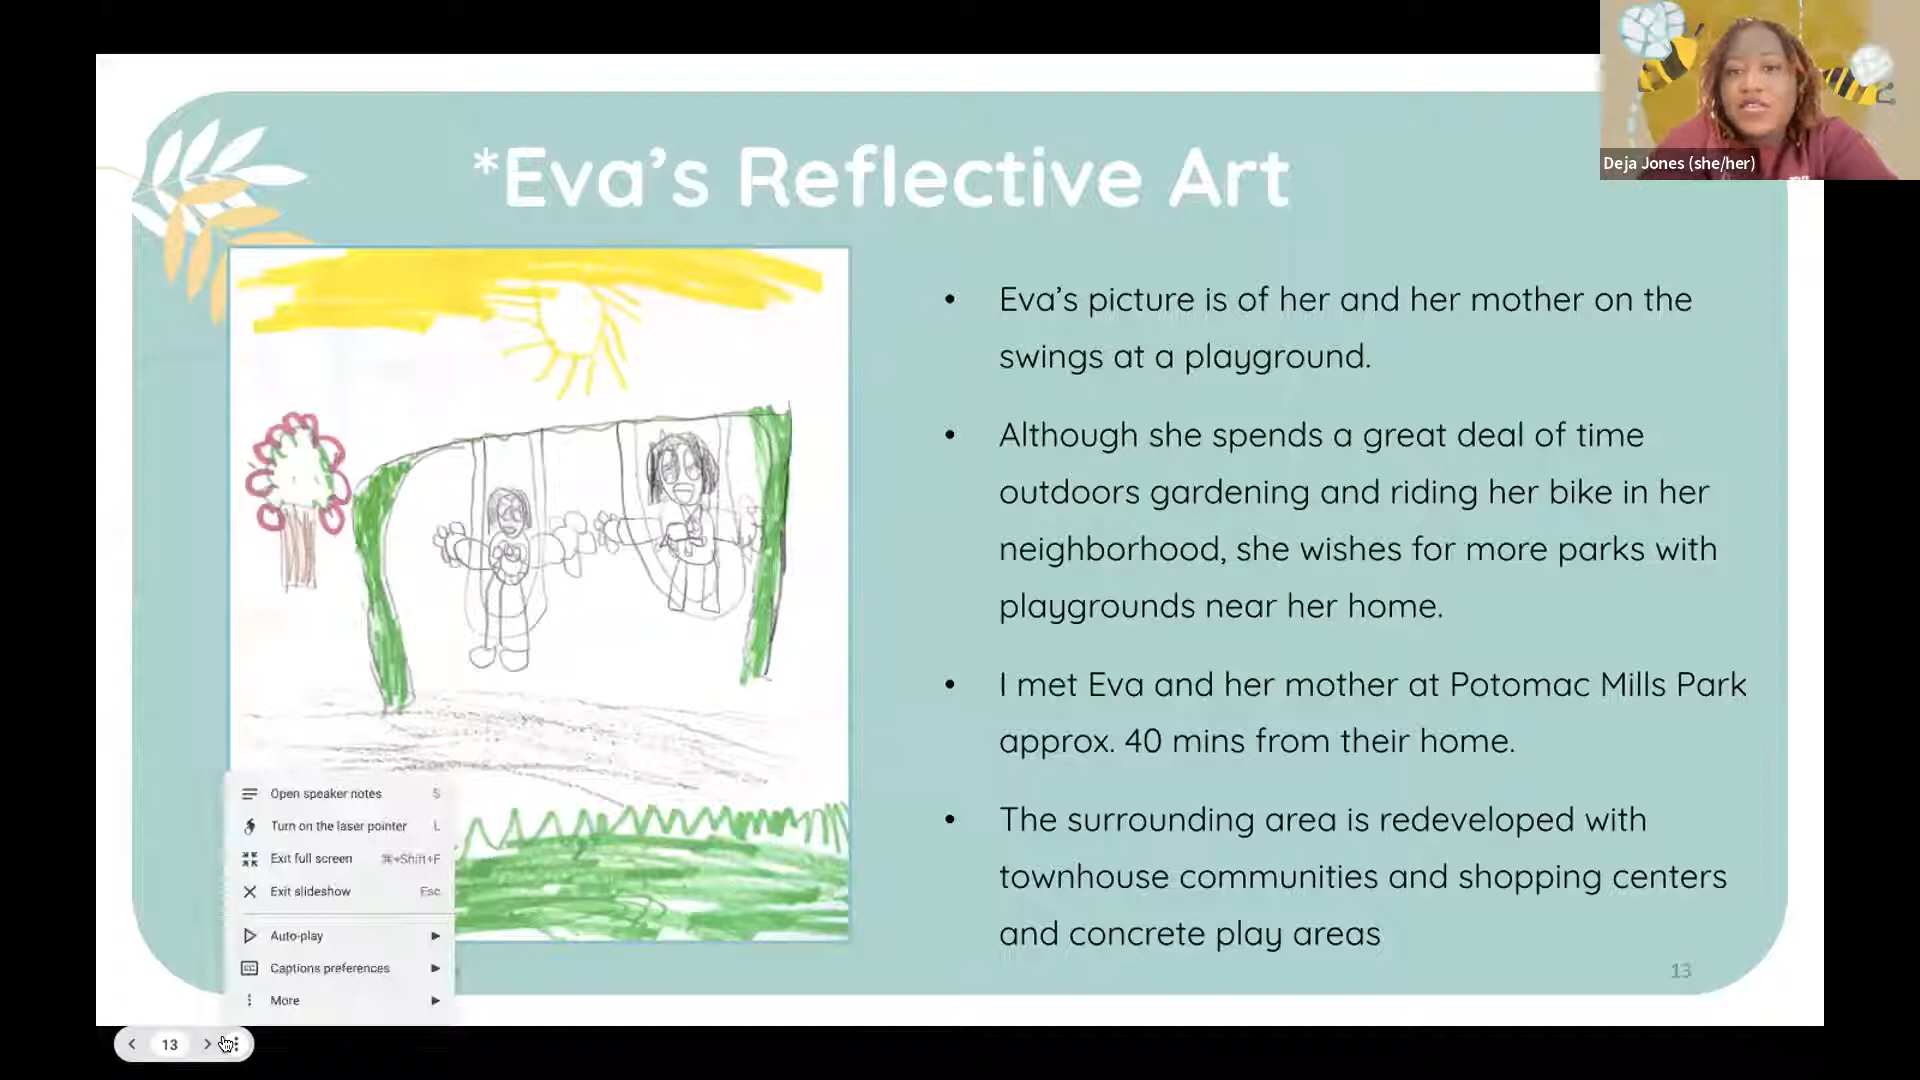 Deja Jones (she/her)
*Eva's Reflective Art
• Eva's picture is of her and her mother on the
swings at a playground.
• Although she spends a great deal of time
outdoors gardening and riding her bike in her
neighborhood, she wishes for more parks with
playgrounds near her home.
• I met Eva and her mother at Potomac Mills Park
approx. 40 mins from their home.
• The surrounding area is redeveloped with
townhouse communities and shopping centers
and concrete play areas
13
Open speaker notes S
Turn on the laser pointer L
Exit full screen ⌘+Shift+F
Exit slideshow Esc
Auto-play
Captions preferences
More
13